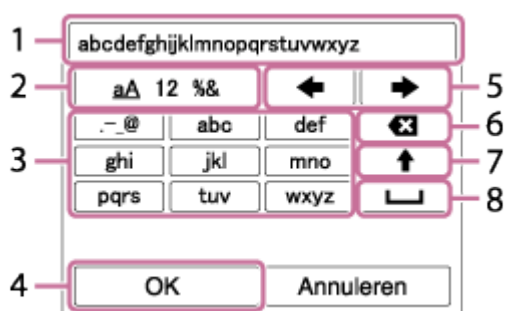 1 abcdefghijklmnopqrstuvwxyz
2 aA 12 %& 5
.-_@ abc def 6
3 ghi jkl mno 7
pqrs tuv wxyz 8
4 OK Annuleren